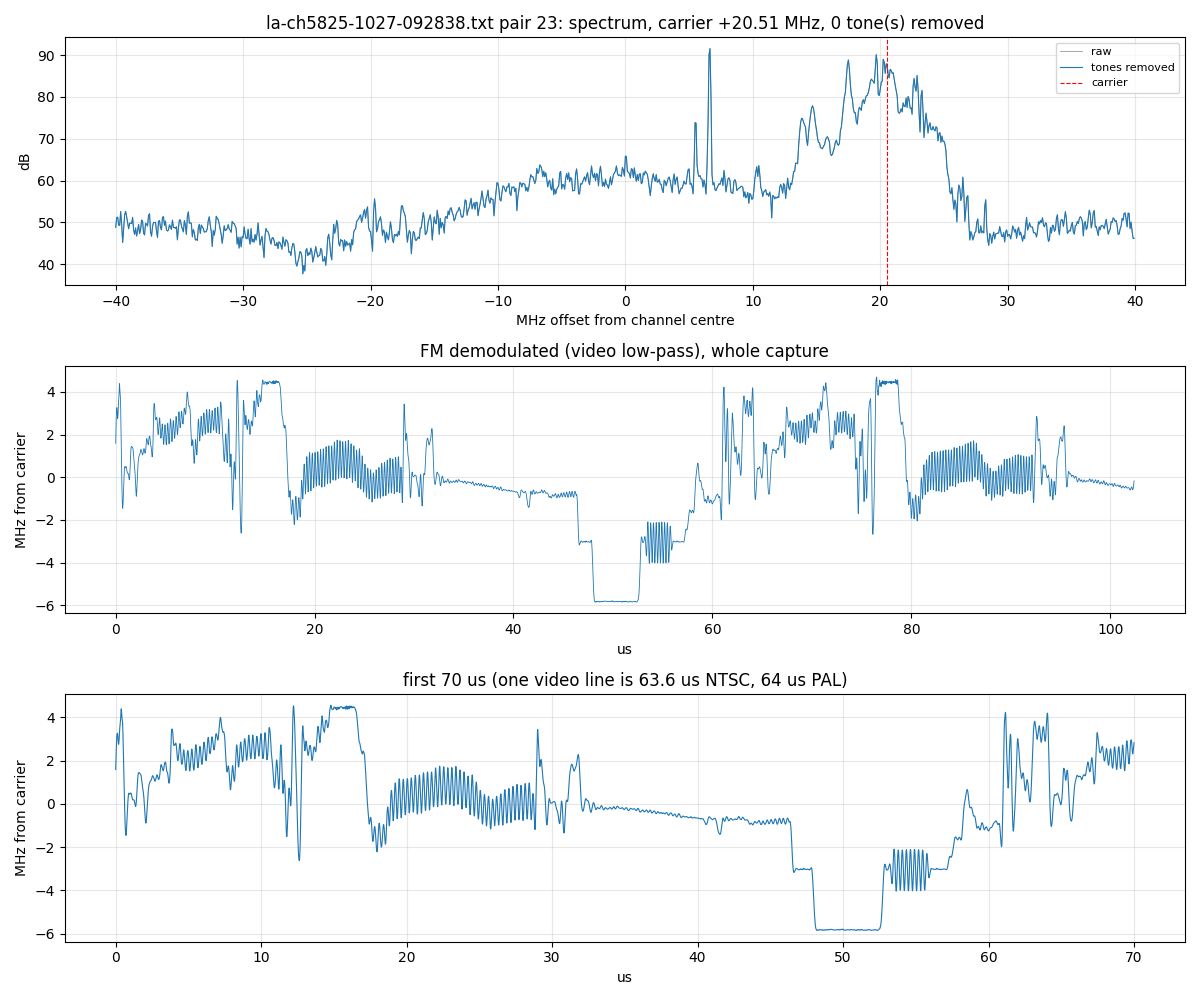 la-ch5825-1027-092838.txt pair 23: spectrum, carrier +20.51 MHz, 0 tone(s) removed
90
80
70
60
50
40
dB
raw
tones removed
carrier
−40 −30 −20 −10 0 10 20 30 40
MHz offset from channel centre
FM demodulated (video low-pass), whole capture
4
2
0
−2
−4
−6
MHz from carrier
0 20 40 60 80 100
us
first 70 us (one video line is 63.6 us NTSC, 64 us PAL)
4
2
0
−2
−4
−6
MHz from carrier
0 10 20 30 40 50 60 70
us